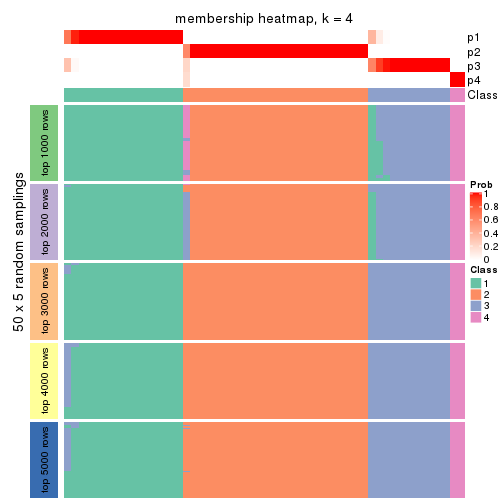 membership heatmap, k = 4
p1
p2
p3
p4
Class
50 x 5 random samplings
top 1000 rows
top 2000 rows
top 3000 rows
top 4000 rows
top 5000 rows
Prob
1
0.8
0.6
0.4
0.2
0
Class
1
2
3
4